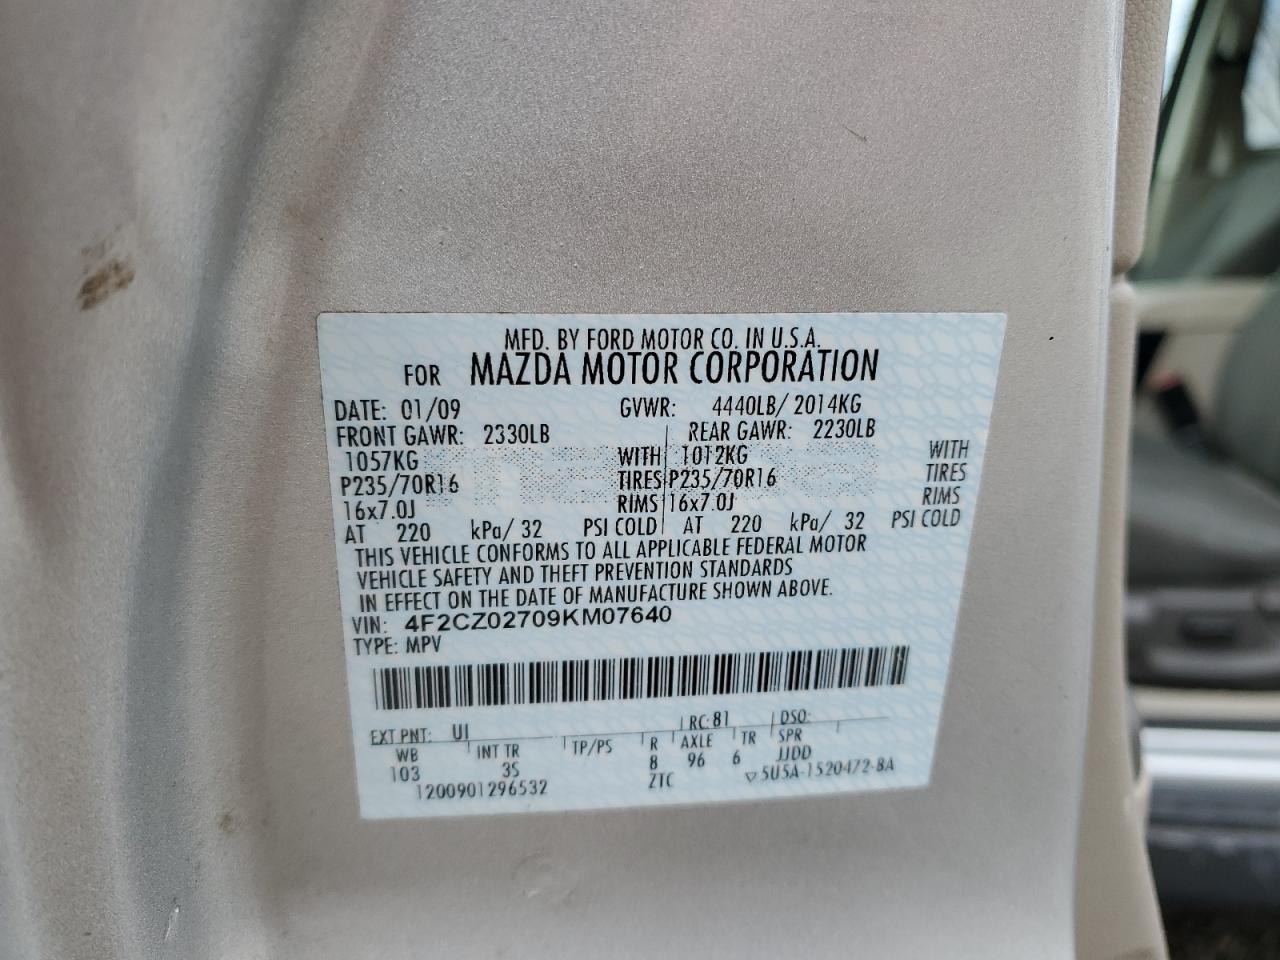 MFD. BY FORD MOTOR CO. IN U.S.A.
FOR MAZDA MOTOR CORPORATION
DATE: 01/09 GVWR: 4440LB/ 2014KG
FRONT GAWR: 2330LB REAR GAWR: 2230LB
1057KG WITH 1012KG WITH
P235/70R16 TIRES P235/70R16 TIRES
16x7.0J RIMS 16x7.0J RIMS
AT 220 kPa/ 32 PSI COLD AT 220 kPa/ 32 PSI COLD
THIS VEHICLE CONFORMS TO ALL APPLICABLE FEDERAL MOTOR
VEHICLE SAFETY AND THEFT PREVENTION STANDARDS
IN EFFECT ON THE DATE OF MANUFACTURE SHOWN ABOVE.
VIN: 4F2CZ02709KM07640
TYPE: MPV
EXT PNT: UI RC: 81 DSO:
WB INT TR TP/PS R AXLE TR SPR
103 3S 8 96 6 JJDD
1200901296532 ZTC ▽5U5A-1520472-BA